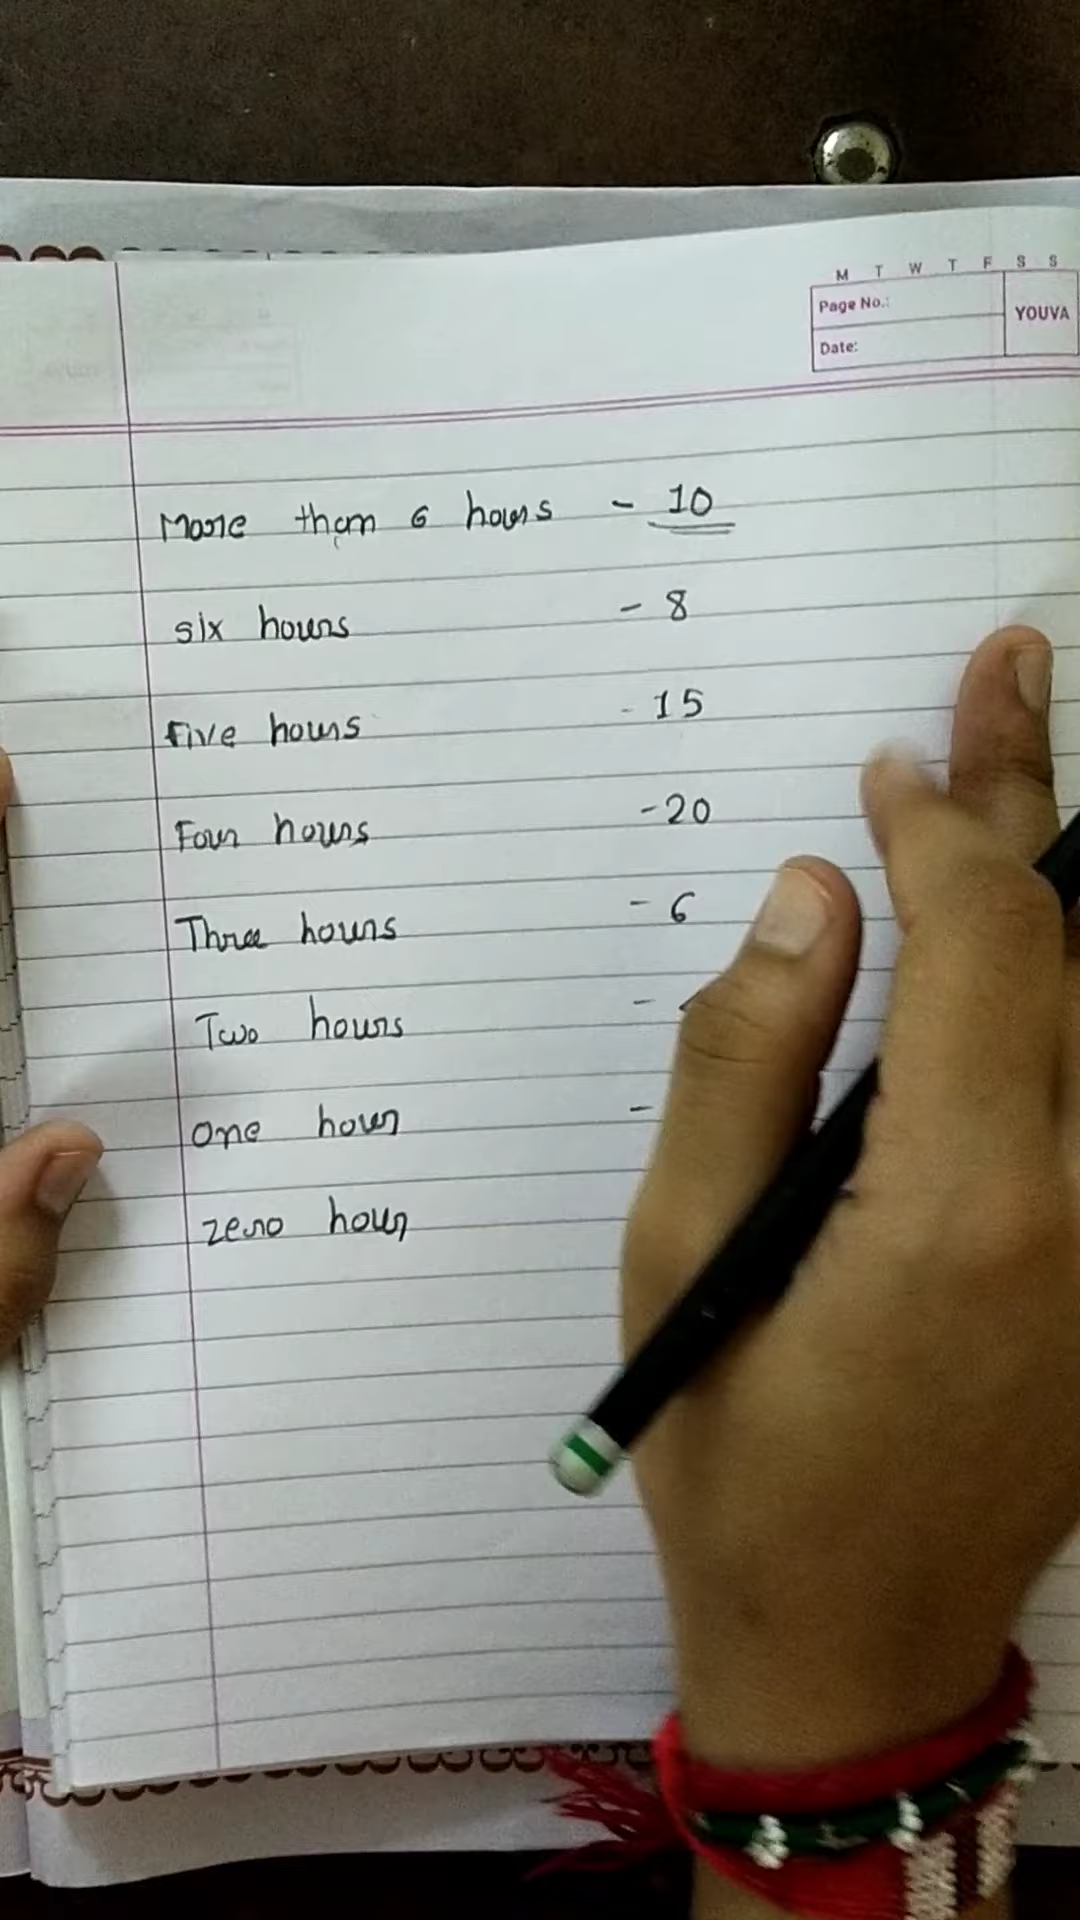 M T W T F S S
Page No.:
YOUVA
Date:
More than 6 hours - 10
six hours - 8
Five hours - 15
Four hours - 20
Three hours - 6
Two hours -
One hour -
zero hour